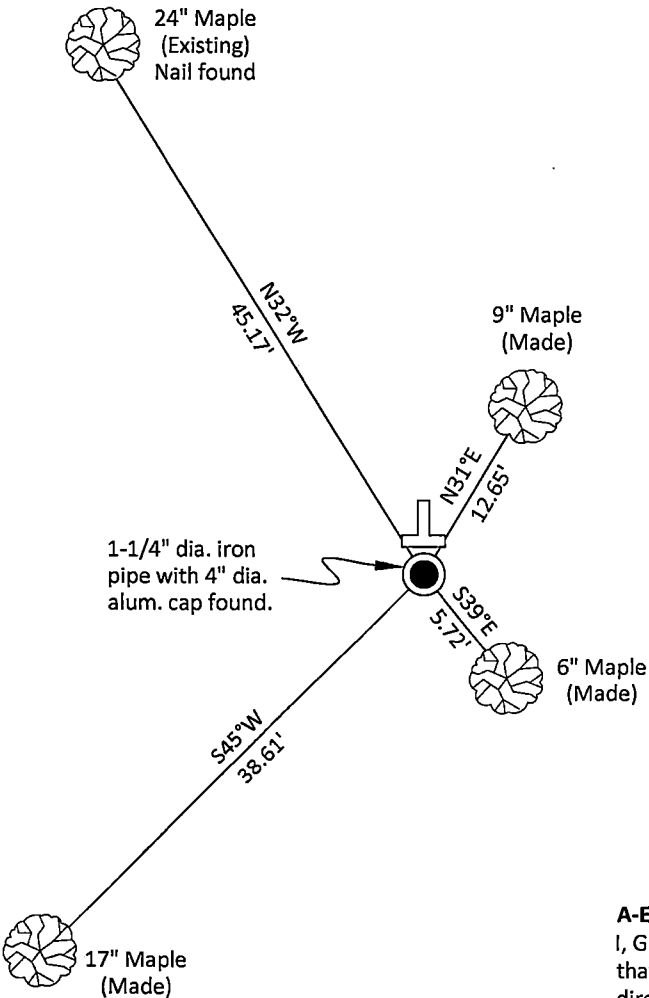 24" Maple
(Existing)
Nail found
N32°W
45.17'
9" Maple
(Made)
N31°E
12.65'
1-1/4" dia. iron
pipe with 4" dia.
alum. cap found.
S39°E
5.72'
6" Maple
(Made)
S45°W
38.61'
17" Maple
(Made)
A-E
I, G
that